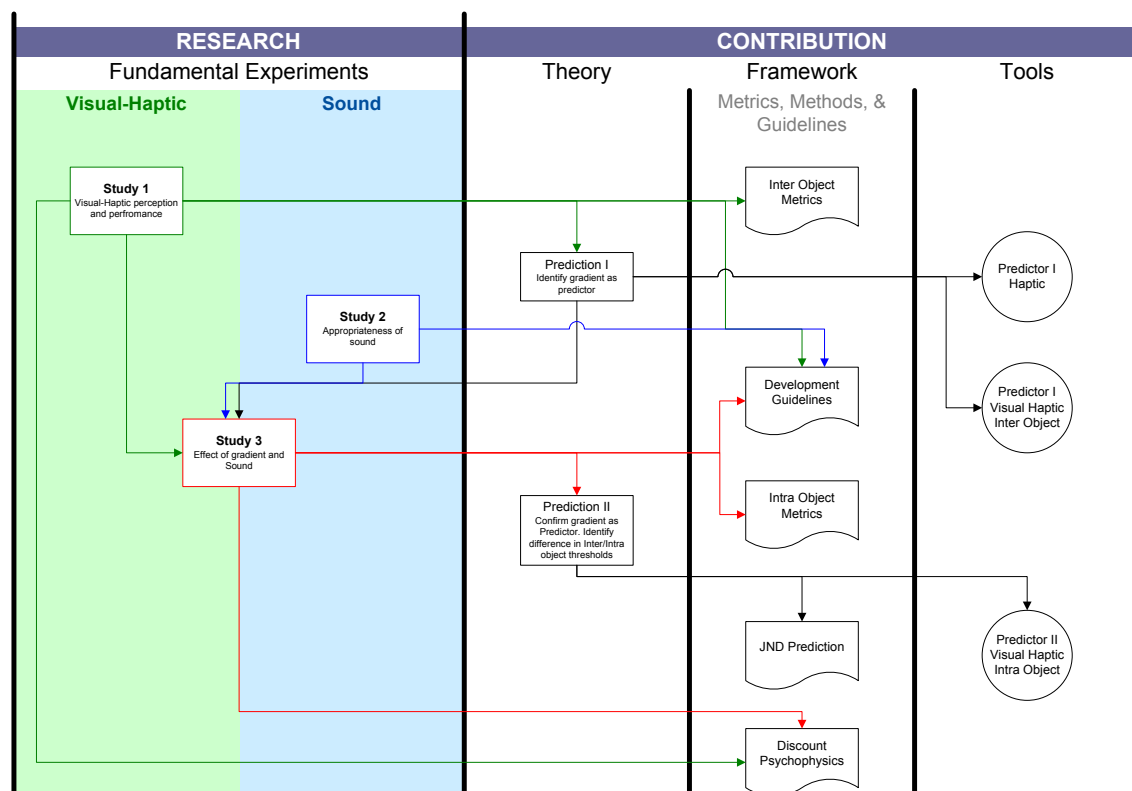 RESEARCH
CONTRIBUTION
Fundamental Experiments
Theory
Framework
Tools
Visual-Haptic
Sound
Metrics, Methods, &
Guidelines
Study 1
Visual-Haptic perception
and perfromance
Inter Object
Metrics
Prediction I
Identify gradient as
predictor
Predictor I
Haptic
Study 2
Appropriateness of
sound
Development
Guidelines
Predictor I
Visual Haptic
Inter Object
Study 3
Effect of gradient and
Sound
Prediction II
Confirm gradient as
Predictor. Identify
difference in Inter/Intra
object thresholds
Intra Object
Metrics
JND Prediction
Predictor II
Visual Haptic
Intra Object
Discount
Psychophysics